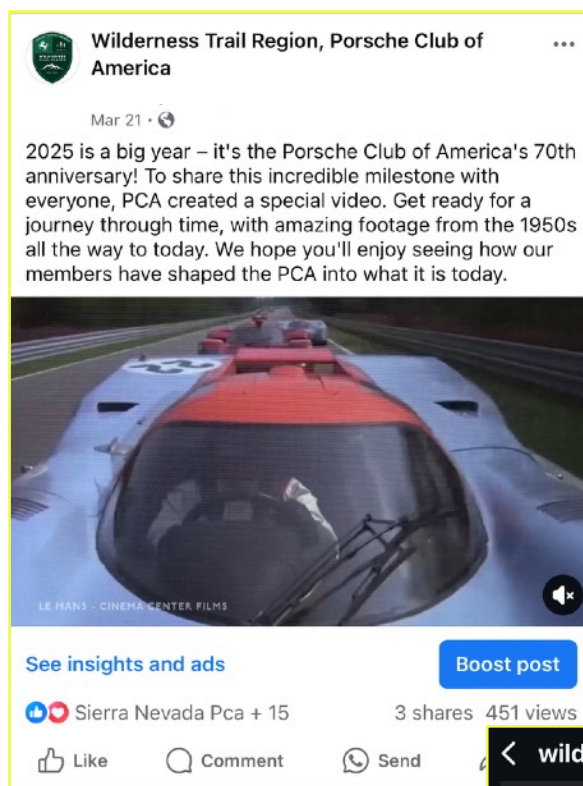 Wilderness Trail Region, Porsche Club of
America
Mar 21 ·
2025 is a big year – it's the Porsche Club of America's 70th
anniversary! To share this incredible milestone with
everyone, PCA created a special video. Get ready for a
journey through time, with amazing footage from the 1950s
all the way to today. We hope you'll enjoy seeing how our
members have shaped the PCA into what it is today.
LE MANS - CINEMA CENTER FILMS
See insights and ads
Boost post
Sierra Nevada Pca + 15
3 shares 451 views
Like
Comment
Send
wild